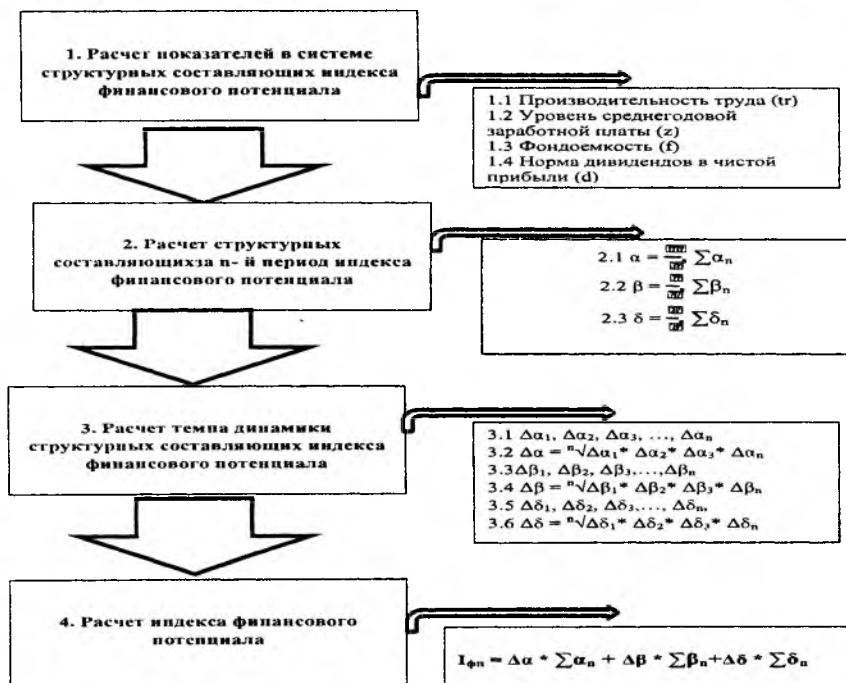 1. Расчет показателей в системе
структурных составляющих индекса
финансового потенциала
1.1 Производительность труда (tr)
1.2 Уровень среднегодовой
заработной платы (z)
1.3 Фондоемкость (f)
1.4 Норма дивидендов в чистой
прибыли (d)
2. Расчет структурных
составляющихза n- й период индекса
финансового потенциала
2.1 α = ∑αₙ
2.2 β = ∑βₙ
2.3 δ = ∑δₙ
3. Расчет темпа динамики
структурных составляющих индекса
финансового потенциала
3.1 Δα₁, Δα₂, Δα₃, ..., Δαₙ
3.2 Δα = ⁿ√Δα₁* Δα₂* Δα₃* Δαₙ
3.3Δβ₁, Δβ₂, Δβ₃,...,Δβₙ
3.4 Δβ = ⁿ√Δβ₁* Δβ₂* Δβ₃* Δβₙ
3.5 Δδ₁, Δδ₂, Δδ₃,..., Δδₙ,
3.6 Δδ = ⁿ√Δδ₁* Δδ₂* Δδ₃* Δδₙ
4. Расчет индекса финансового
потенциала
Iфп = Δα * ∑αₙ + Δβ * ∑βₙ+Δδ * ∑δₙ